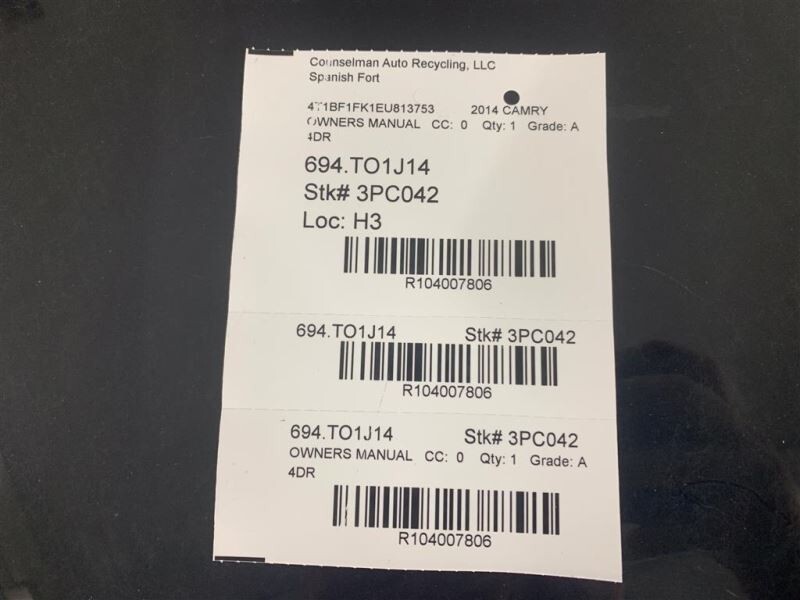 Counselman Auto Recycling, LLC
Spanish Fort
4T1BF1FK1EU813753 2014 CAMRY
OWNERS MANUAL CC: 0 Qty: 1 Grade: A
4DR
694.TO1J14
Stk# 3PC042
Loc: H3
R104007806
694.TO1J14 Stk# 3PC042
R104007806
694.TO1J14 Stk# 3PC042
OWNERS MANUAL CC: 0 Qty: 1 Grade: A
4DR
R104007806